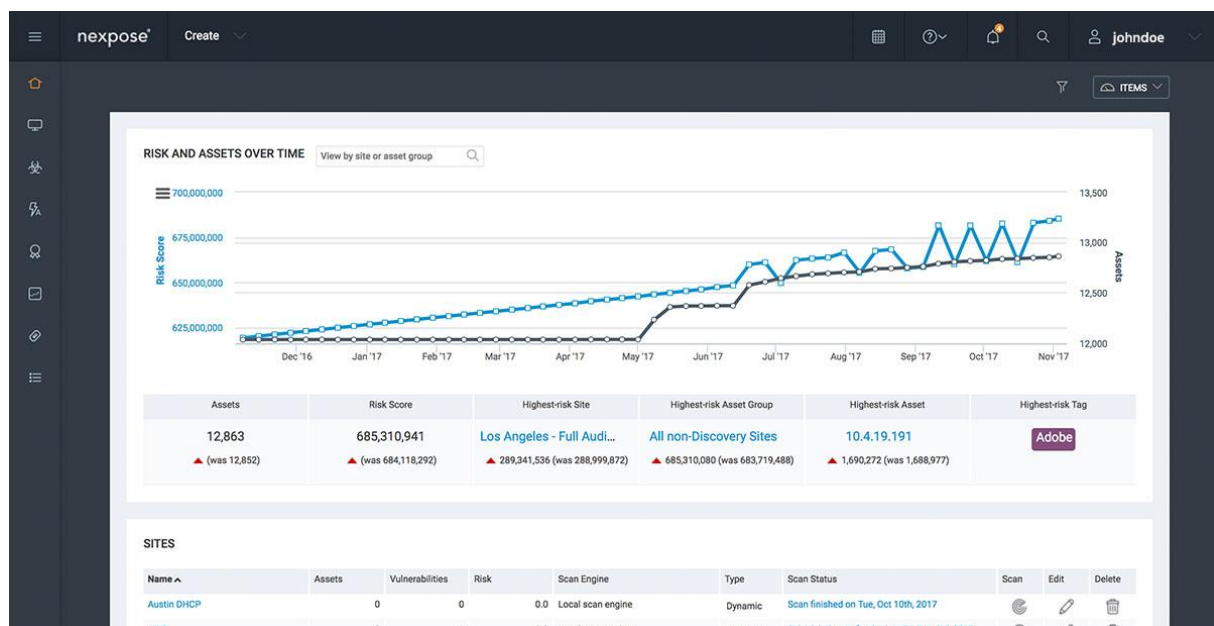 nexpose®
Create
4
johndoe
ITEMS
RISK AND ASSETS OVER TIME
View by site or asset group
700,000,000
675,000,000
650,000,000
625,000,000
Risk Score
13,500
13,000
12,500
12,000
Assets
Dec '16 Jan '17 Feb '17 Mar '17 Apr '17 May '17 Jun '17 Jul '17 Aug '17 Sep '17 Oct '17 Nov '17
Assets Risk Score Highest-risk Site Highest-risk Asset Group Highest-risk Asset Highest-risk Tag
12,863 685,310,941 Los Angeles - Full Audi... All non-Discovery Sites 10.4.19.191 Adobe
(was 12,852) (was 684,118,292) 289,341,536 (was 288,999,872) 685,310,080 (was 683,719,488) 1,690,272 (was 1,688,977)
SITES
Name Assets Vulnerabilities Risk Scan Engine Type Scan Status Scan Edit Delete
Austin DHCP 0 0 0.0 Local scan engine Dynamic Scan finished on Tue, Oct 10th, 2017